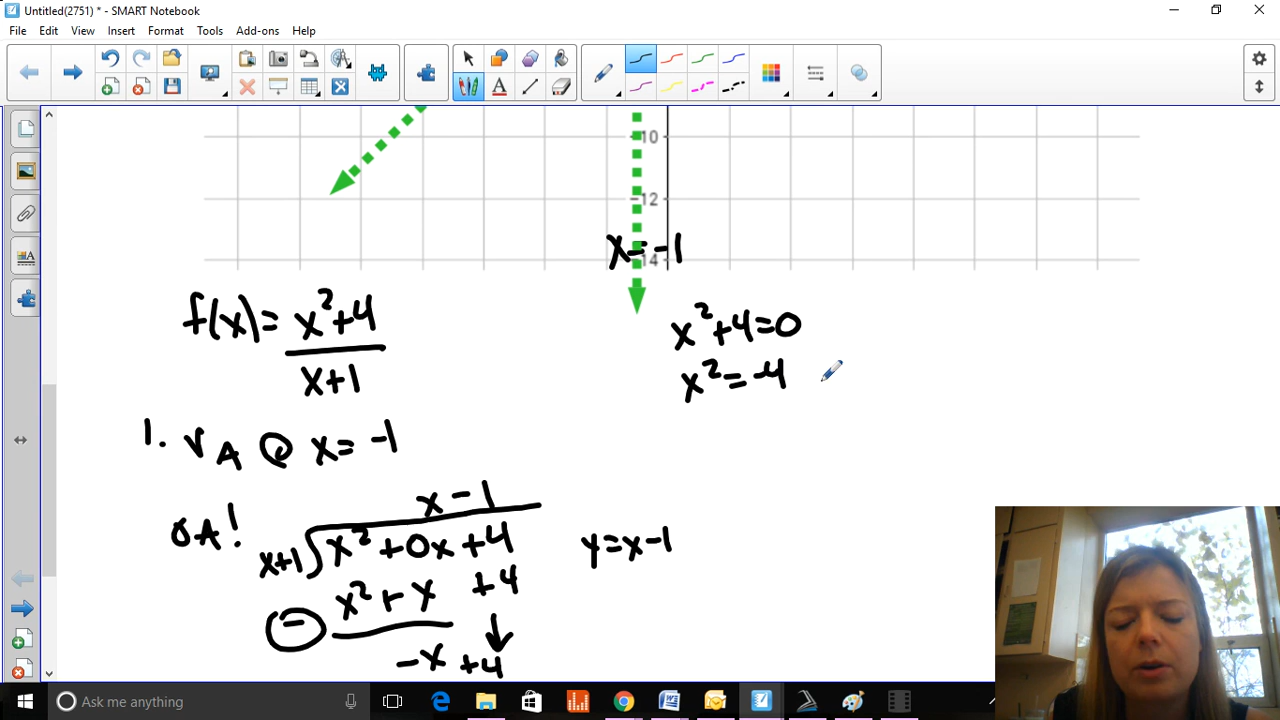 Untitled(2751) * - SMART Notebook
File Edit View Insert Format Tools Add-ons Help
-10
-12
-14
x=-1
f(x)= x²+4
x+1
x²+4=0
x²=-4
1. VA @ x= -1
x-1
OA! x+1 x²+0x+4 y=x-1
x²+x +4
-
-x +4
Ask me anything